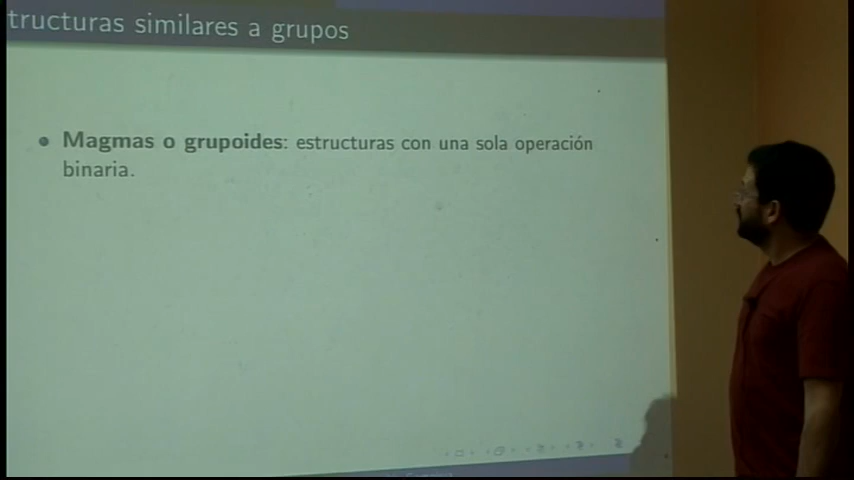 tructuras similares a grupos
Magmas o grupoides: estructuras con una sola operación
binaria.